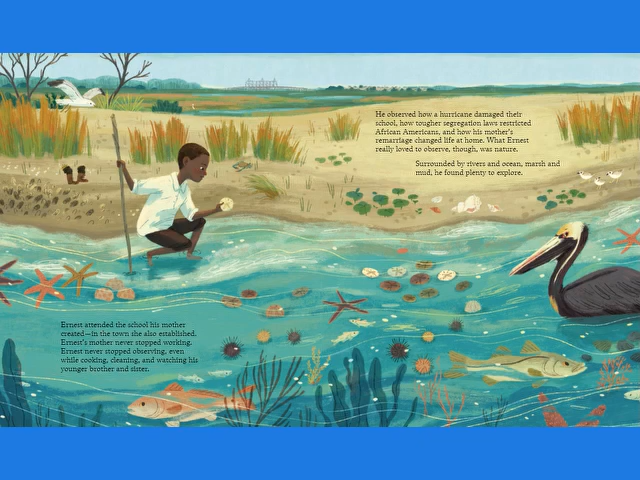 He observed how a hurricane damaged their
school, how tougher segregation laws restricted
African Americans, and how his mother's
remarriage changed life at home. What Ernest
really loved to observe, though, was nature.
Surrounded by rivers and ocean, marsh and
mud, he found plenty to explore.
Ernest attended the school his mother
created—in the town she also established.
Ernest's mother never stopped working.
Ernest never stopped observing, even
while cooking, cleaning, and watching his
younger brother and sister.